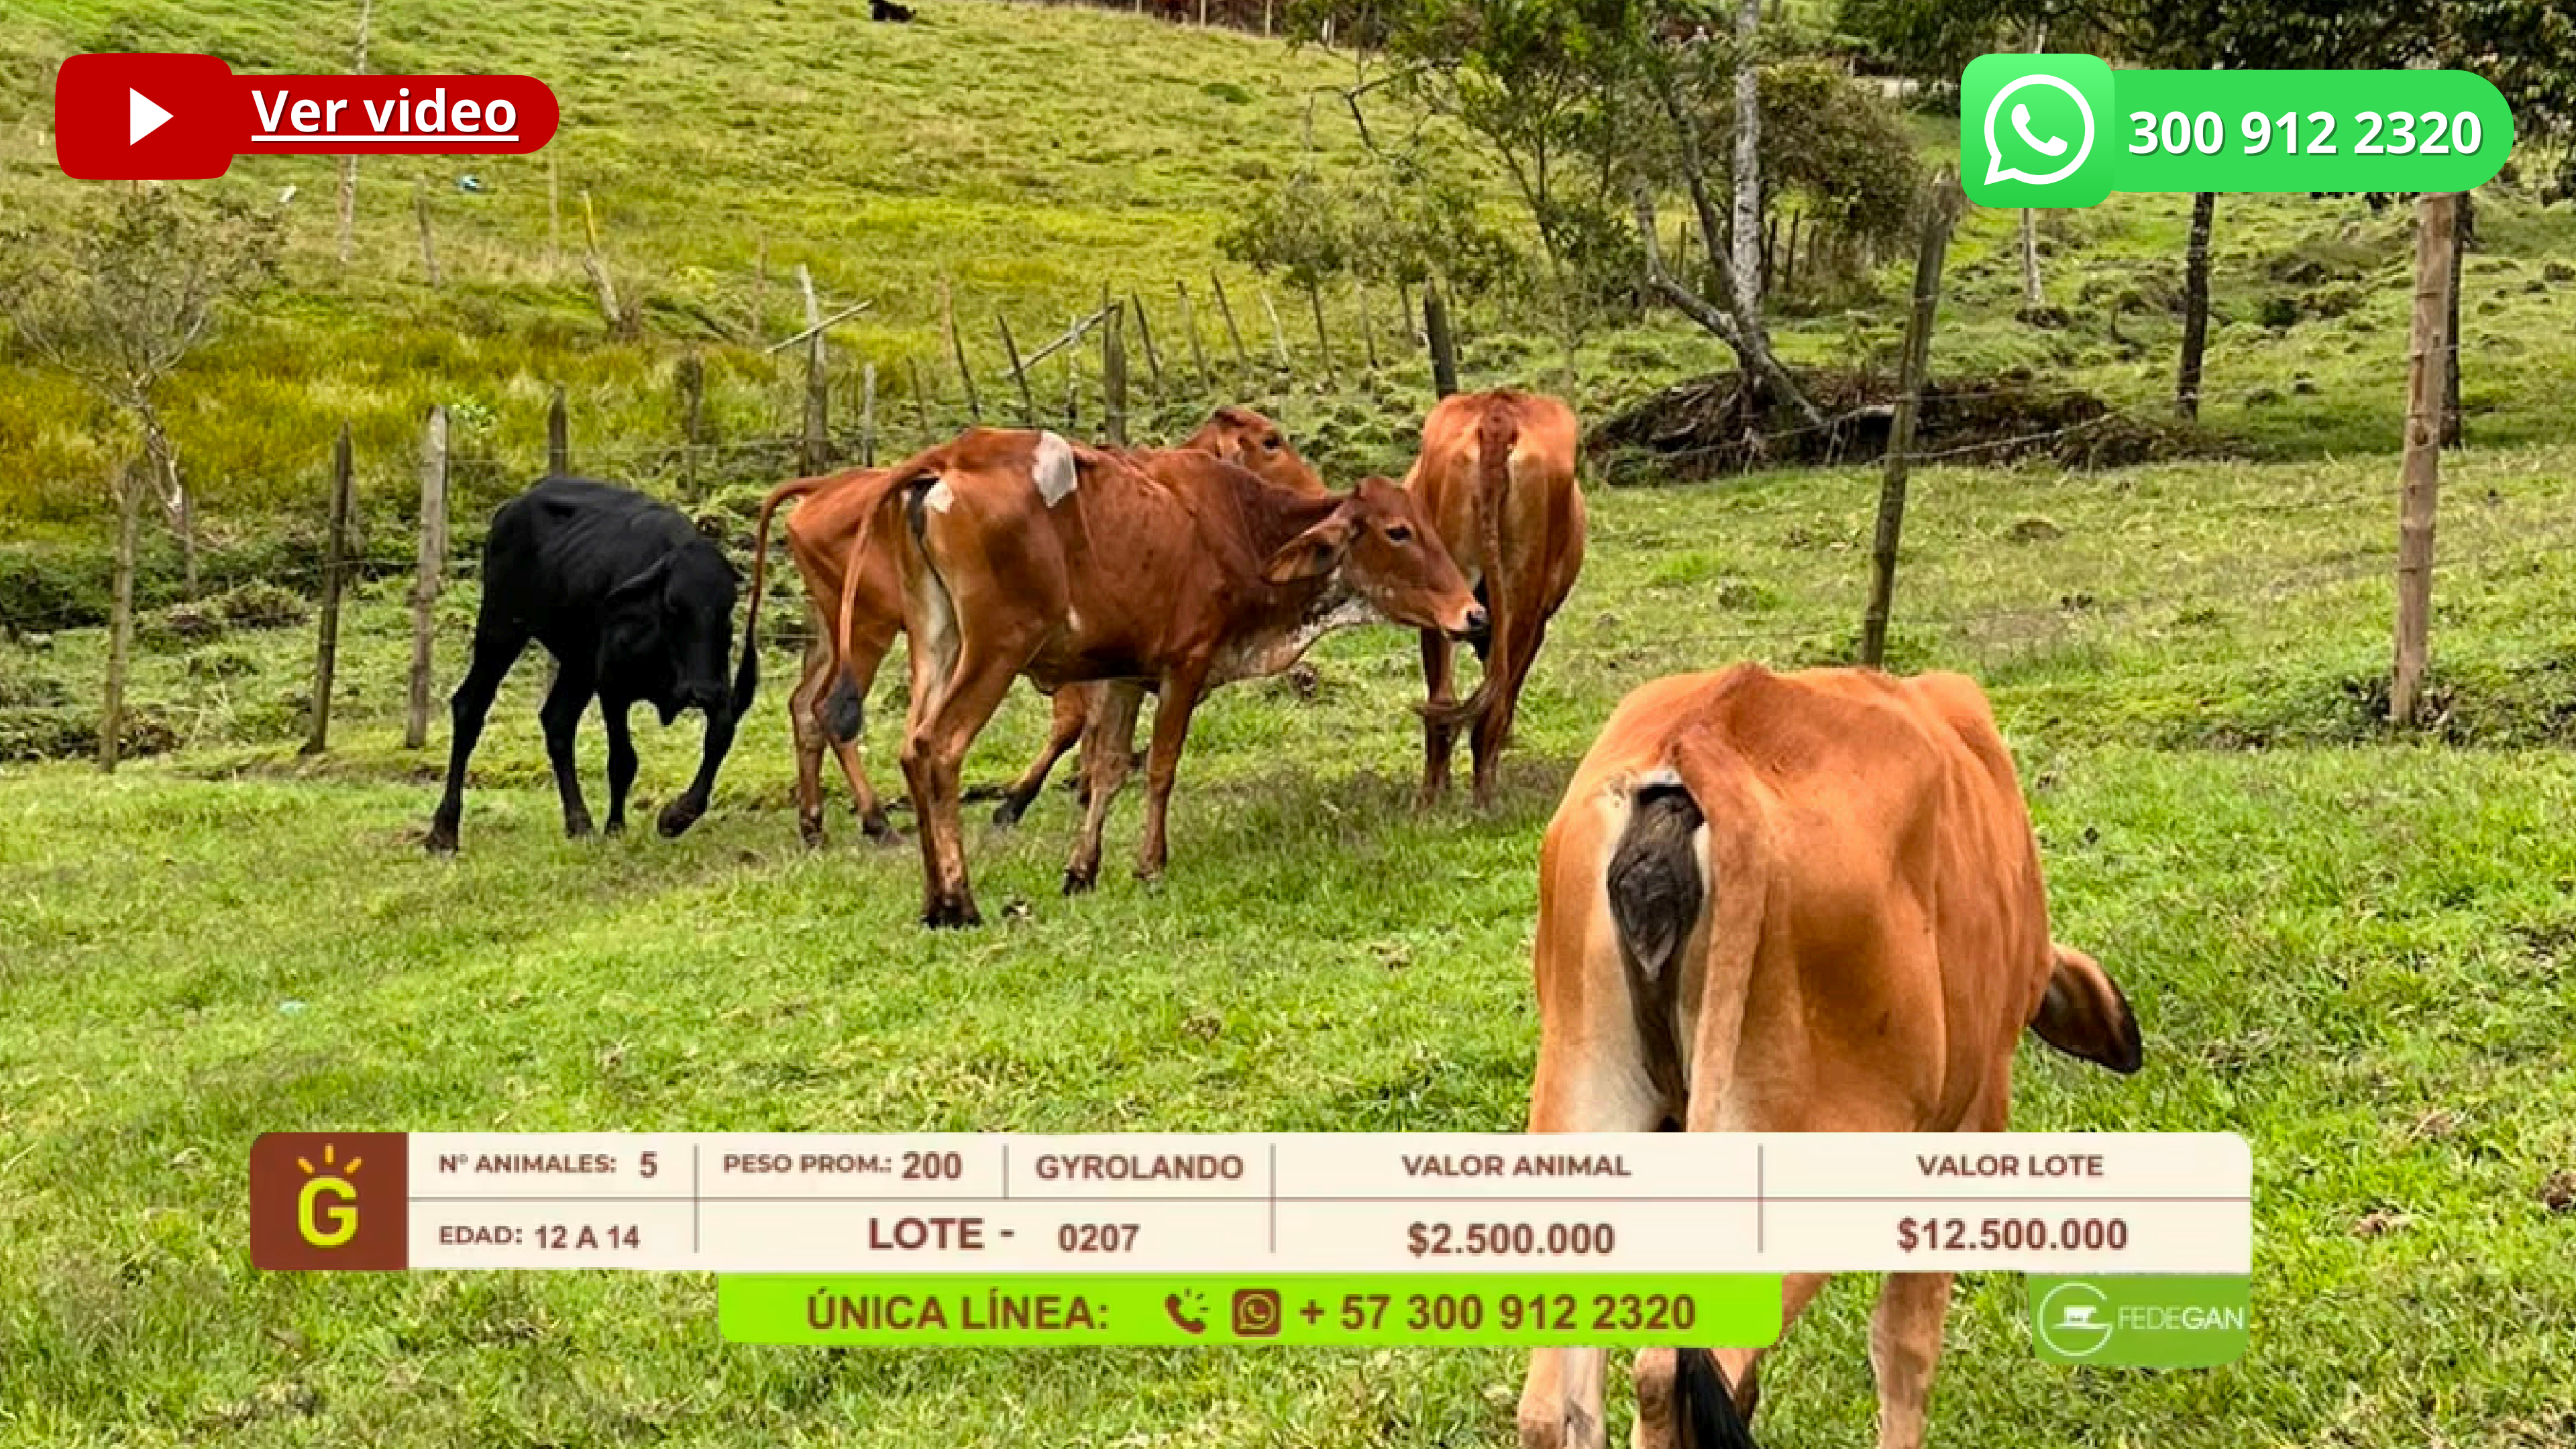 Ver video
300 912 2320
N° ANIMALES: 5
PESO PROM.: 200
GYROLANDO
VALOR ANIMAL
VALOR LOTE
G
EDAD: 12 A 14
LOTE - 0207
$2.500.000
$12.500.000
ÚNICA LÍNEA: + 57 300 912 2320
FEDEGAN